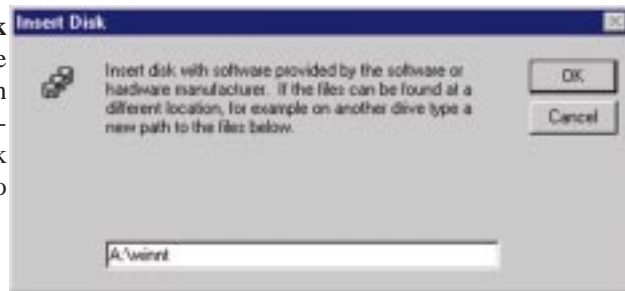 Insert Disk
Insert disk with software provided by the software or
hardware manufacturer. If the files can be found at a
different location, for example on another drive type a
new path to the files below.
OK
Cancel
A:\winnt
k
e
n
-
k
o